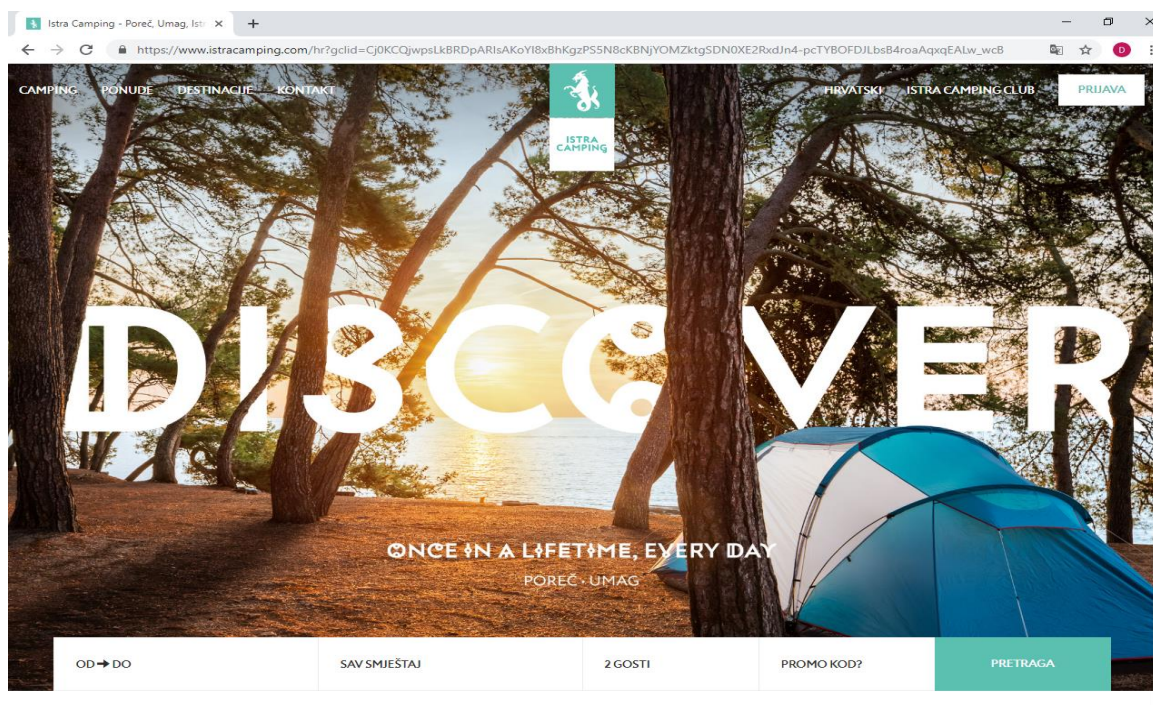 Istra Camping - Poreč, Umag, Ist
https://www.istracamping.com/hr?gclid=Cj0KCQjwpsLkBRDpARIsAKoYI8xBhKgzPS5N8cKBNjYOMZktgSDN0XE2RxdJn4-pcTYBOFDJLbsB4roaAqxqEALw_wcB
D
CAMPING PONUDE DESTINACIJE KONTAKT
ISTRA
CAMPING
HRVATSKI ISTRA CAMPING CLUB PRIJAVA
DISCOVER
ONCE IN A LIFETIME, EVERY DAY
POREČ · UMAG
OD → DO SAV SMJEŠTAJ 2 GOSTI PROMO KOD? PRETRAGA